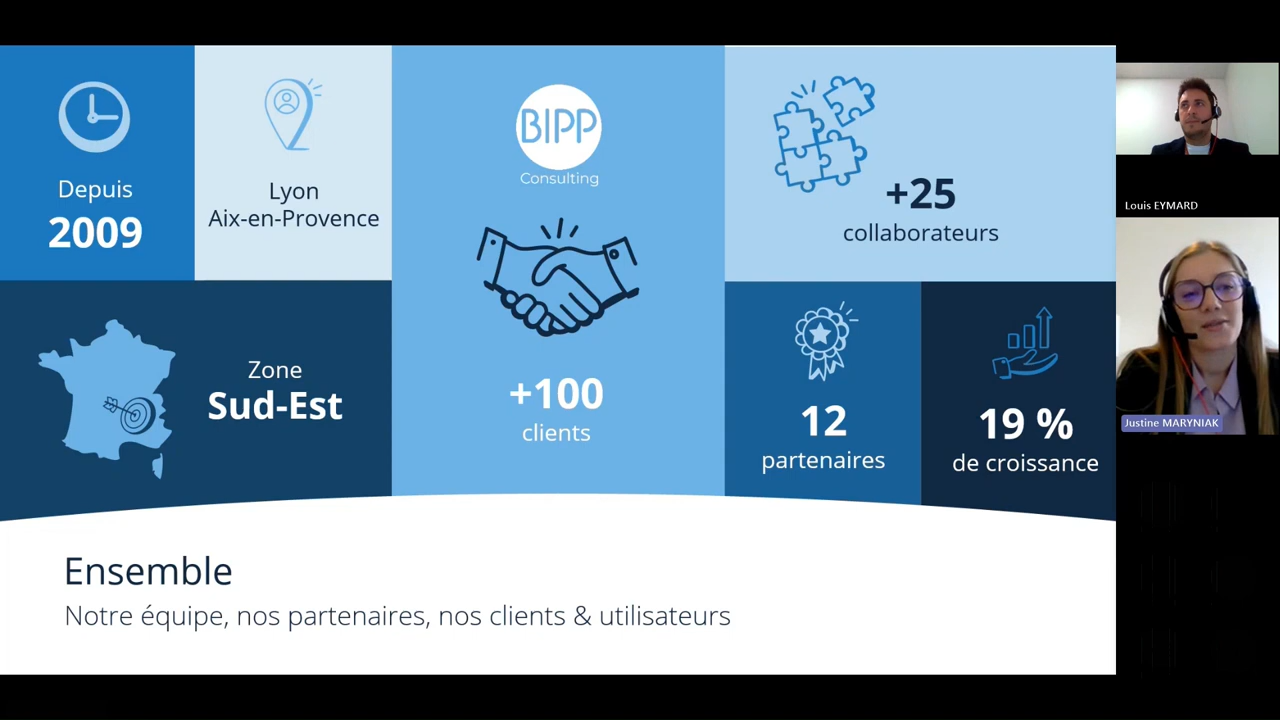 Depuis
2009
Lyon
Aix-en-Provence
BIPP
Consulting
+25
collaborateurs
Zone
Sud-Est
+100
clients
12
partenaires
19 %
de croissance
Ensemble
Notre équipe, nos partenaires, nos clients & utilisateurs
Louis EYMARD
Justine MARYNIAK